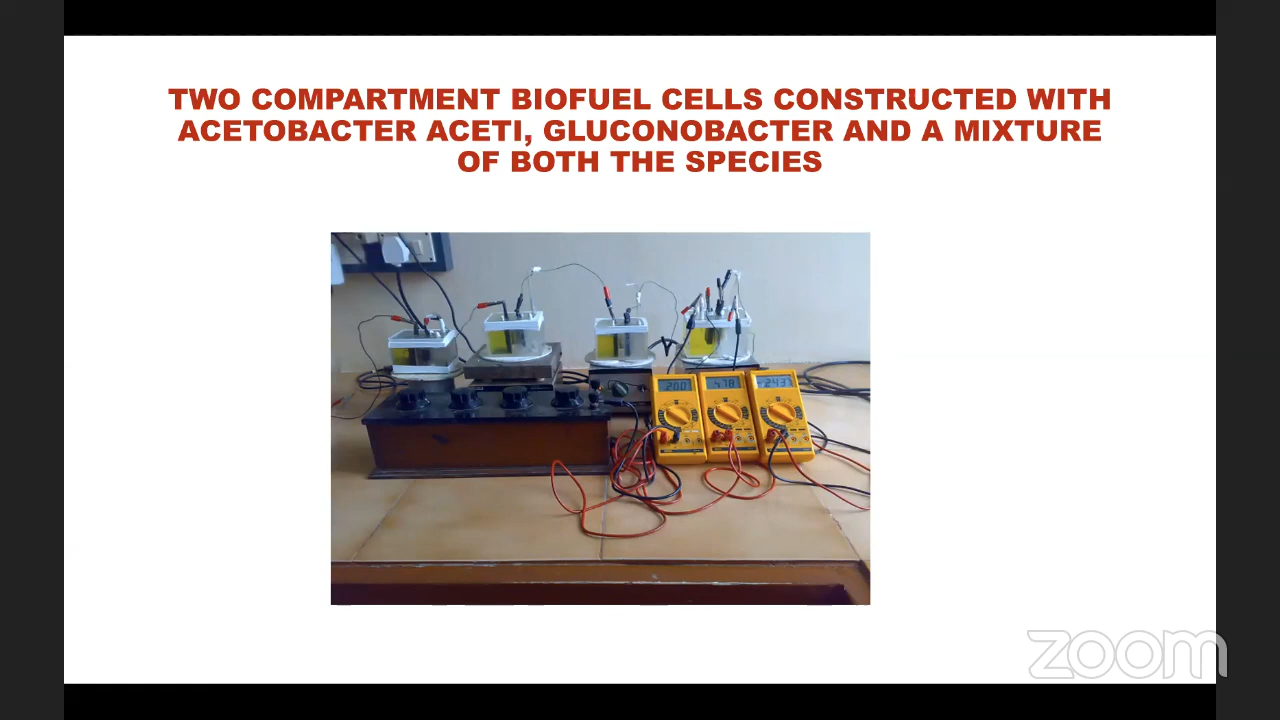 TWO COMPARTMENT BIOFUEL CELLS CONSTRUCTED WITH
ACETOBACTER ACETI, GLUCONOBACTER AND A MIXTURE
OF BOTH THE SPECIES
zoom